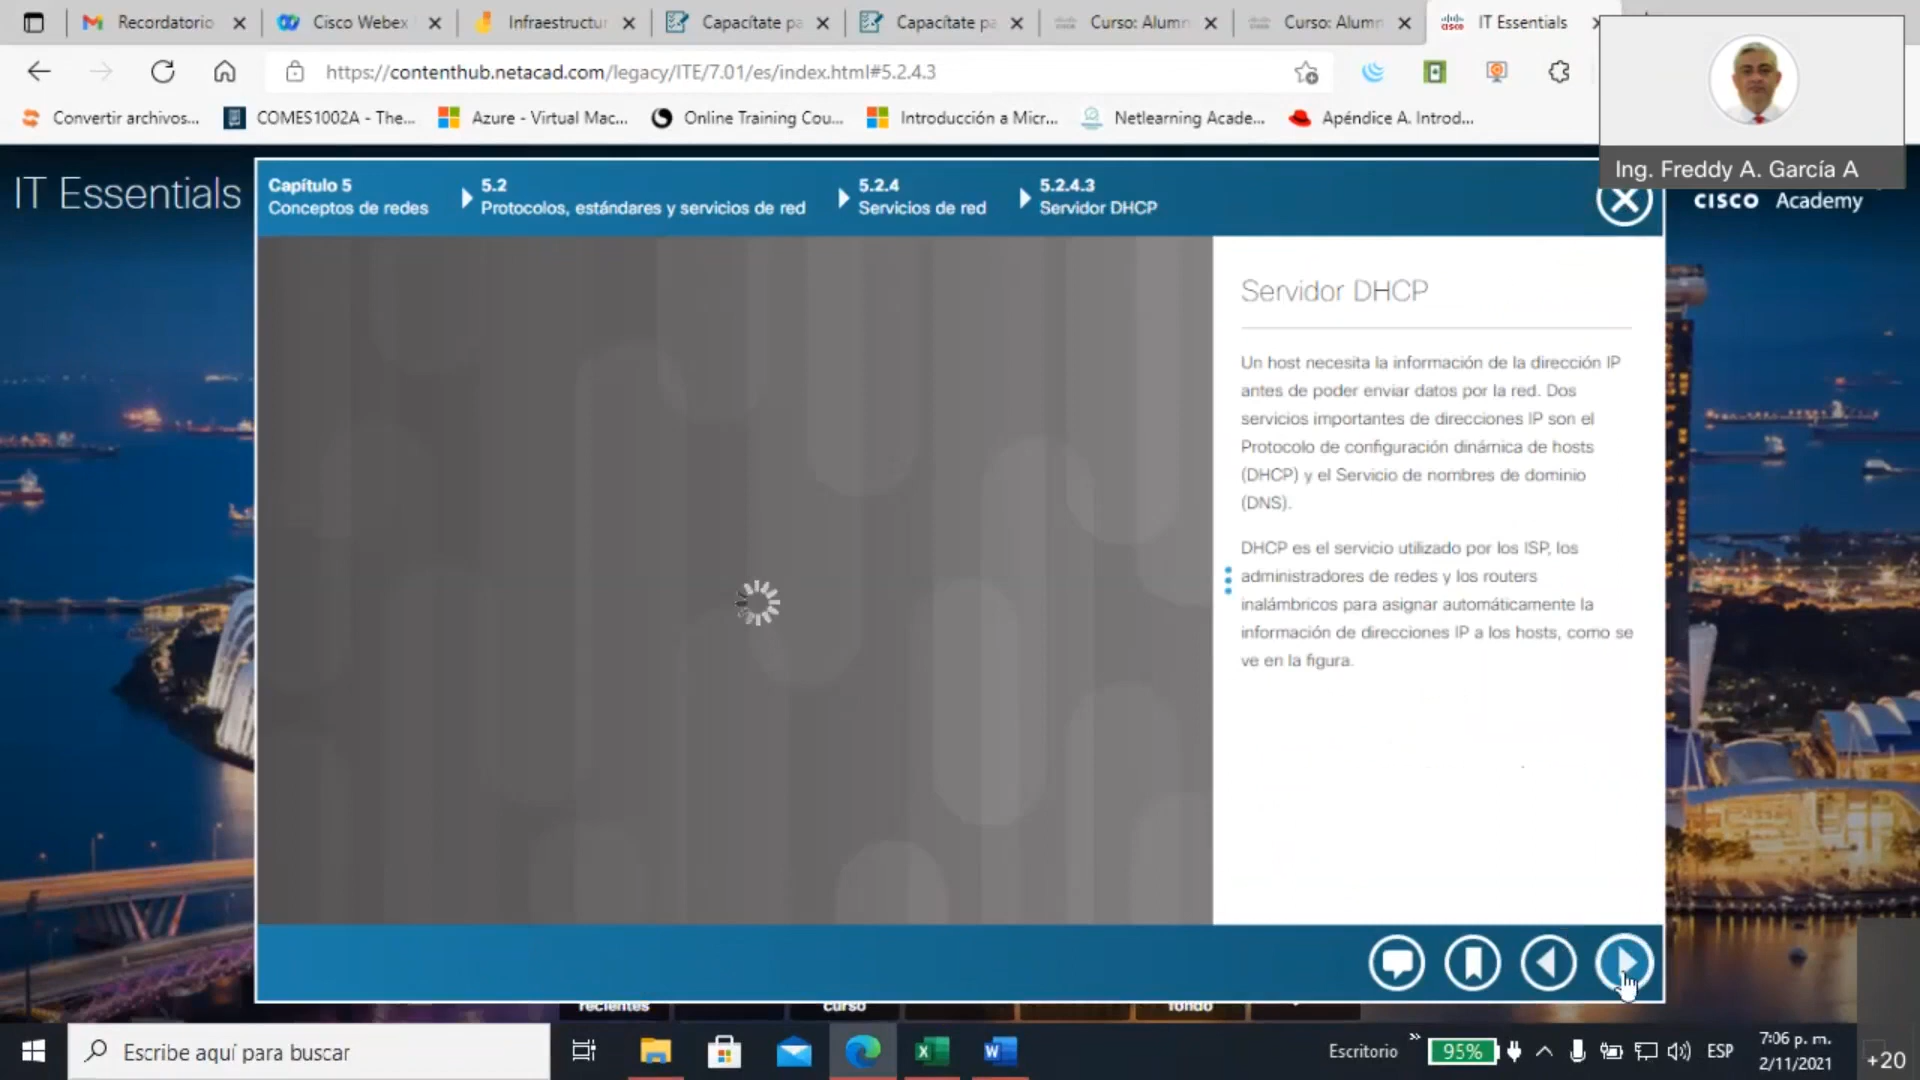 Recordatorio
Cisco Webex
Infraestructur
Capacítate pa
Capacítate pa
Curso: Alumn
Curso: Alumn
IT Essentials
https://contenthub.netacad.com/legacy/ITE/7.01/es/index.html#5.2.4.3
Convertir archivos...
COMES1002A - The...
Azure - Virtual Mac...
Online Training Cou...
Introducción a Micr...
Netlearning Acade...
Apéndice A. Introd...
Ing. Freddy A. García A
IT Essentials
Capítulo 5
Conceptos de redes
5.2
Protocolos, estándares y servicios de red
5.2.4
Servicios de red
5.2.4.3
Servidor DHCP
CISCO Academy
Servidor DHCP
Un host necesita la información de la dirección IP
antes de poder enviar datos por la red. Dos
servicios importantes de direcciones IP son el
Protocolo de configuración dinámica de hosts
(DHCP) y el Servicio de nombres de dominio
(DNS).
DHCP es el servicio utilizado por los ISP, los
administradores de redes y los routers
inalámbricos para asignar automáticamente la
información de direcciones IP a los hosts, como se
ve en la figura.
recientes
curso
fondo
Escribe aquí para buscar
Escritorio
95%
ESP
7:06 p. m.
2/11/2021
+20